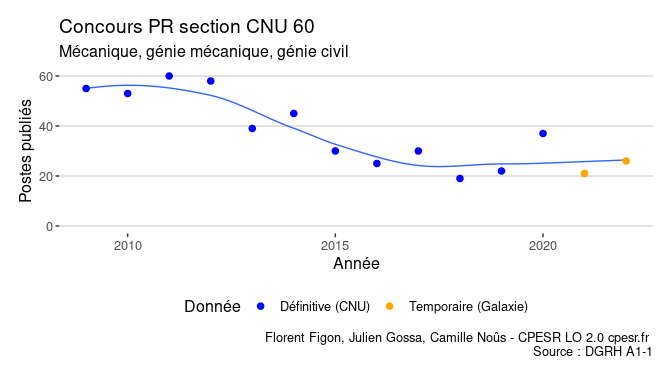 Concours PR section CNU 60
Mécanique, génie mécanique, génie civil
Postes publiés
60
40
20
0
2010 2015 2020
Année
Donnée Définitive (CNU) Temporaire (Galaxie)
Florent Figon, Julien Gossa, Camille Noûs - CPESR LO 2.0 cpesr.fr
Source : DGRH A1-1